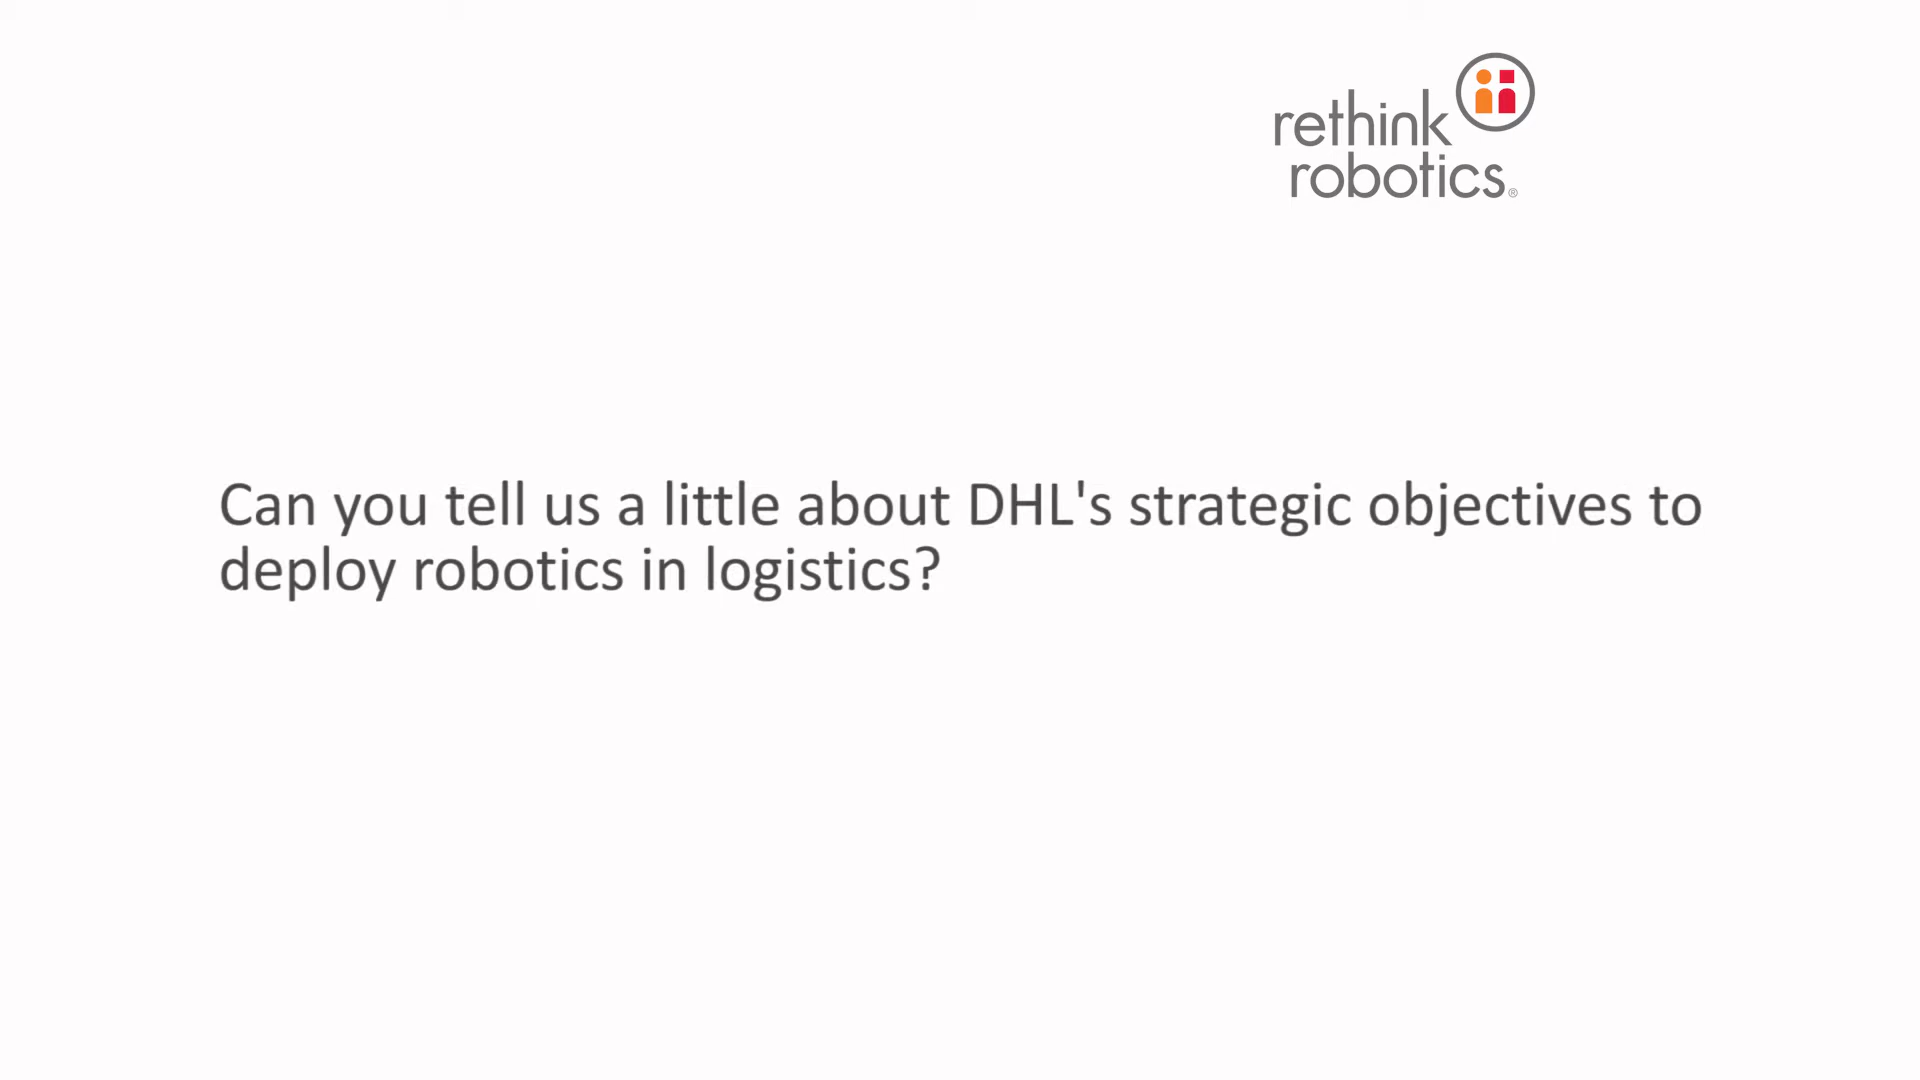 rethink
robotics®
Can you tell us a little about DHL's strategic objectives to
deploy robotics in logistics?